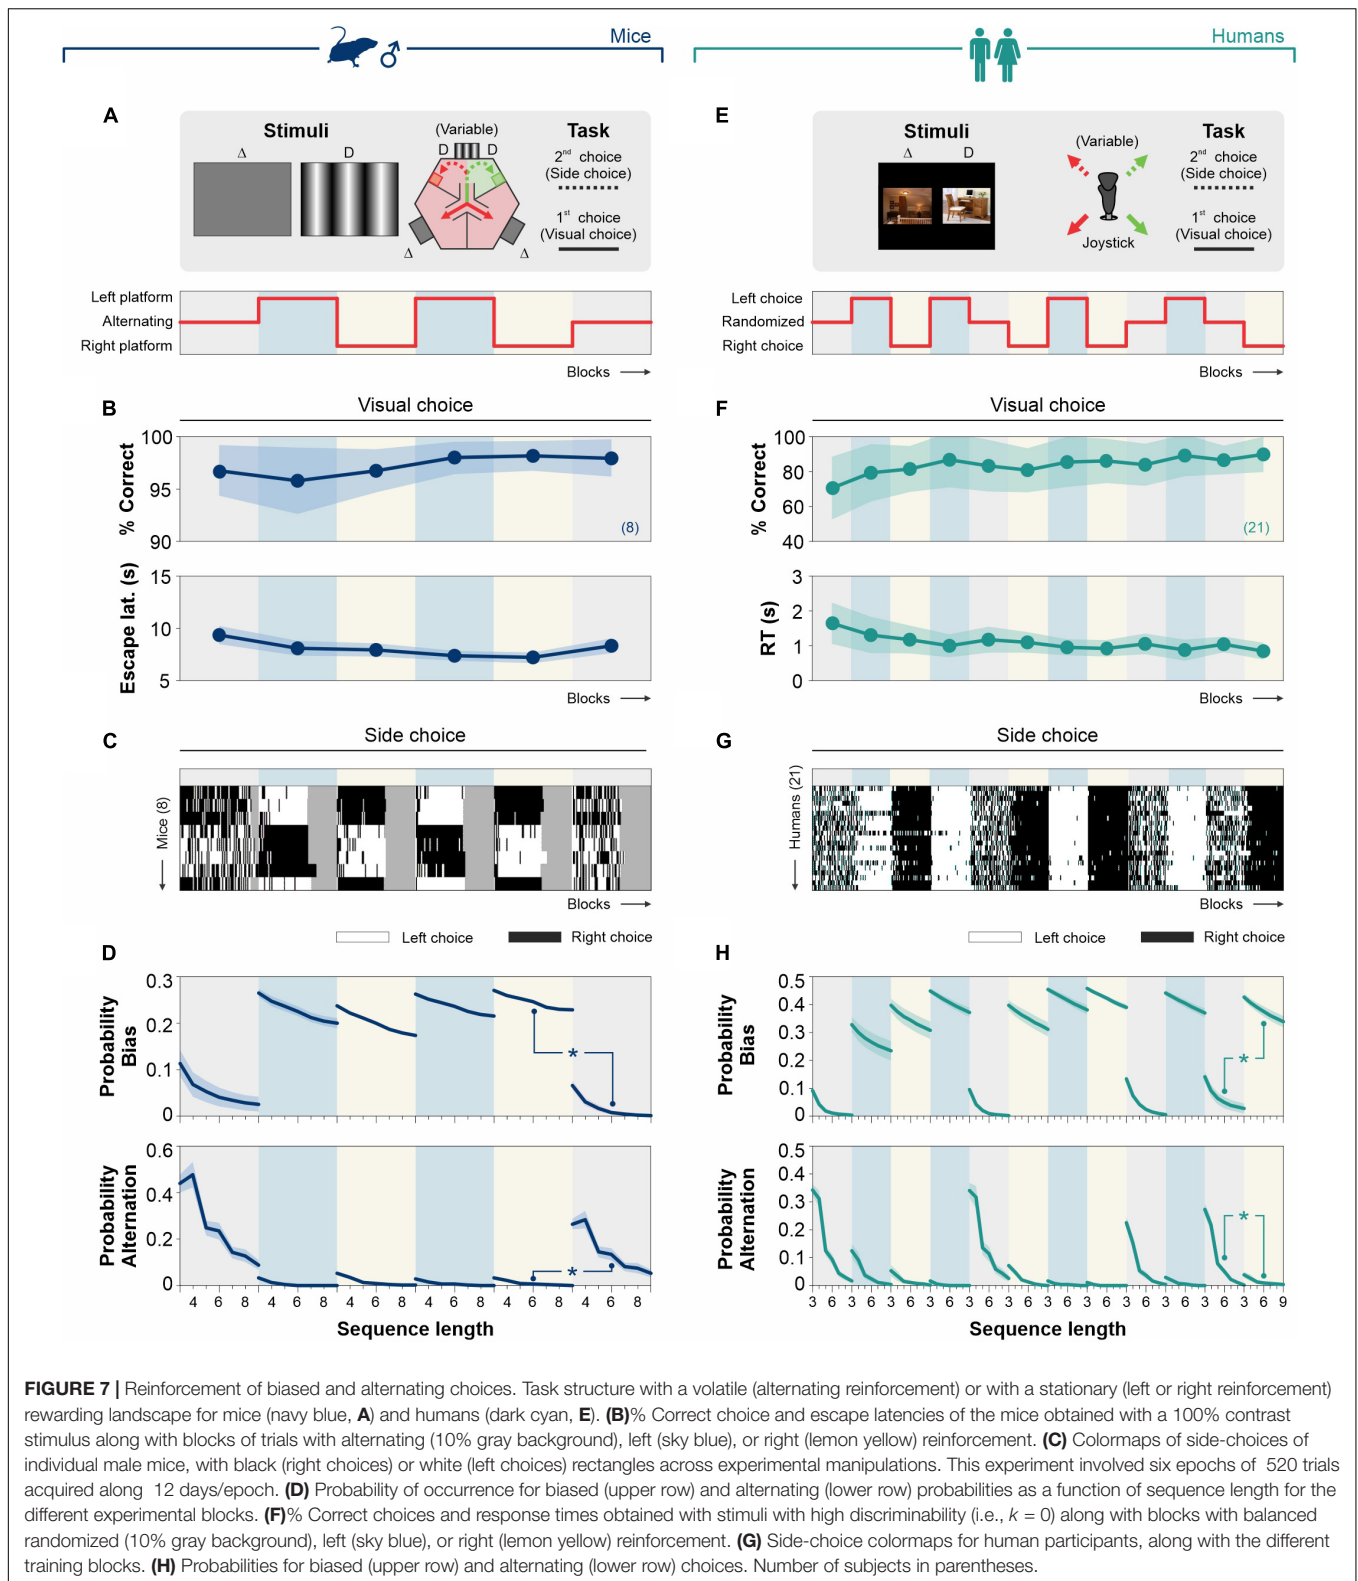 Mice
Humans
A
Stimuli
Δ
D
(Variable)
D
D
Δ
Δ
Task
2nd choice
(Side choice)
1st choice
(Visual choice)
Left platform
Alternating
Right platform
Blocks
B
Visual choice
% Correct
100
95
90
(8)
Escape lat. (s)
15
10
5
Blocks
C
Side choice
Mice (8)
Blocks
Left choice
Right choice
D
Probability
Bias
0.3
0.2
0.1
0
*
Probability
Alternation
0.6
0.4
0.2
0
*
4 6 8 4 6 8 4 6 8 4 6 8 4 6 8 4 6 8
Sequence length
E
Stimuli
Δ
D
(Variable)
Joystick
Task
2nd choice
(Side choice)
1st choice
(Visual choice)
Left choice
Randomized
Right choice
Blocks
F
Visual choice
% Correct
100
80
60
40
(21)
RT (s)
3
2
1
0
Blocks
G
Side choice
Humans (21)
Blocks
Left choice
Right choice
H
Probability
Bias
0.5
0.4
0.3
0.2
0.1
0
*
Probability
Alternation
0.5
0.4
0.3
0.2
0.1
0
*
3 6 3 6 3 6 3 6 3 6 3 6 3 6 3 6 3 6 3 6 3 6 3 6 9
Sequence length
FIGURE 7 | Reinforcement of biased and alternating choices. Task structure with a volatile (alternating reinforcement) or with a stationary (left or right reinforcement)
rewarding landscape for mice (navy blue, A) and humans (dark cyan, E). (B)% Correct choice and escape latencies of the mice obtained with a 100% contrast
stimulus along with blocks of trials with alternating (10% gray background), left (sky blue), or right (lemon yellow) reinforcement. (C) Colormaps of side-choices of
individual male mice, with black (right choices) or white (left choices) rectangles across experimental manipulations. This experiment involved six epochs of 520 trials
acquired along 12 days/epoch. (D) Probability of occurrence for biased (upper row) and alternating (lower row) probabilities as a function of sequence length for the
different experimental blocks. (F)% Correct choices and response times obtained with stimuli with high discriminability (i.e., k = 0) along with blocks with balanced
randomized (10% gray background), left (sky blue), or right (lemon yellow) reinforcement. (G) Side-choice colormaps for human participants, along with the different
training blocks. (H) Probabilities for biased (upper row) and alternating (lower row) choices. Number of subjects in parentheses.